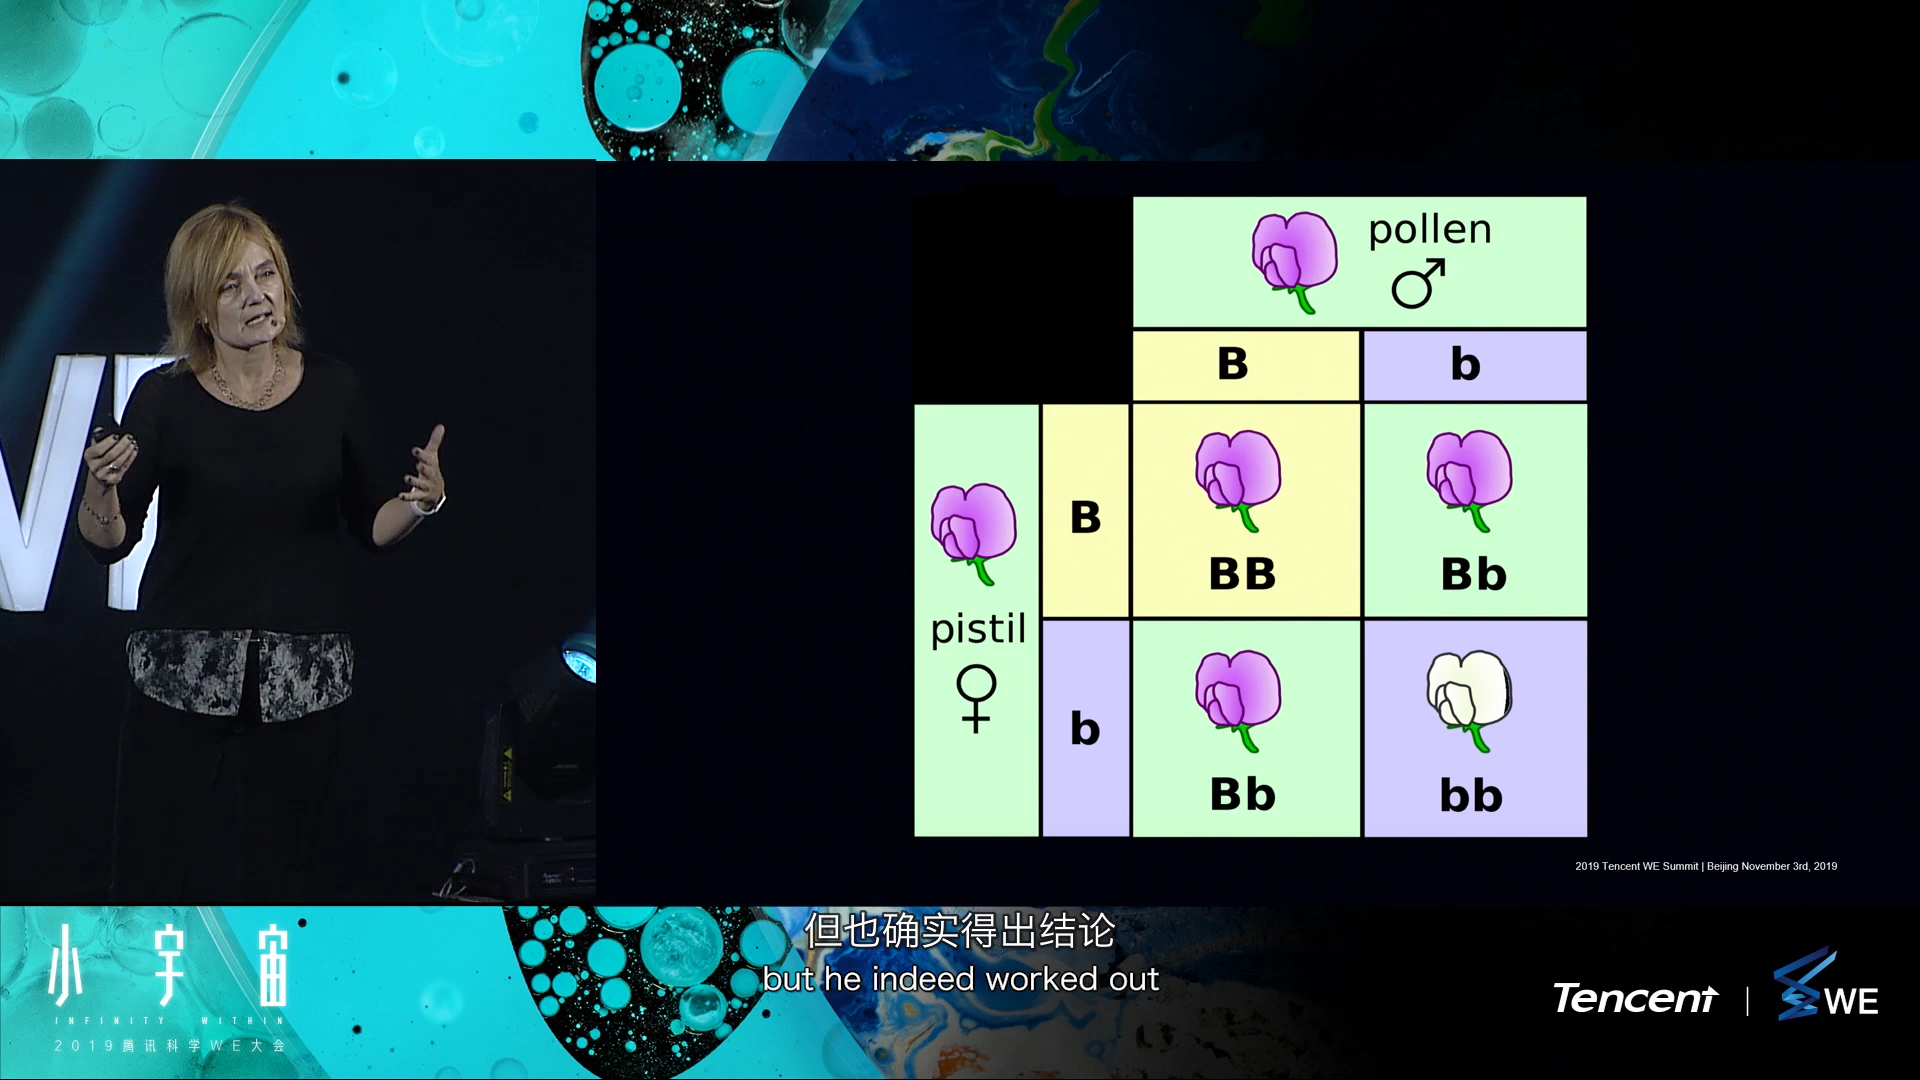 pollen
♂
B
b
B
BB
Bb
pistil
♀
b
Bb
bb
2019 Tencent WE Summit | Beijing November 3rd, 2019
但也确实得出结论
but he indeed worked out
小宇宙
INFINITY WITHIN
2019腾讯科学WE大会
Tencent | WE